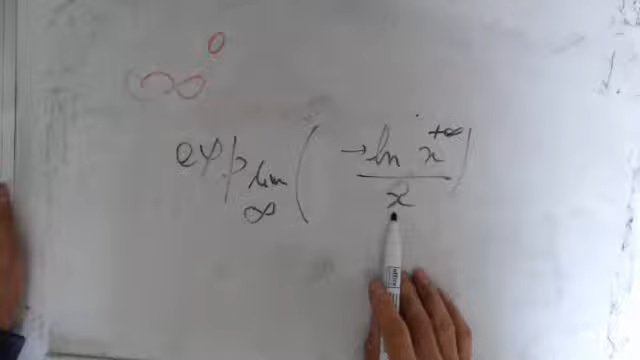 ∞⁰
exp lim ∞ ( → ln x +∞ / x )